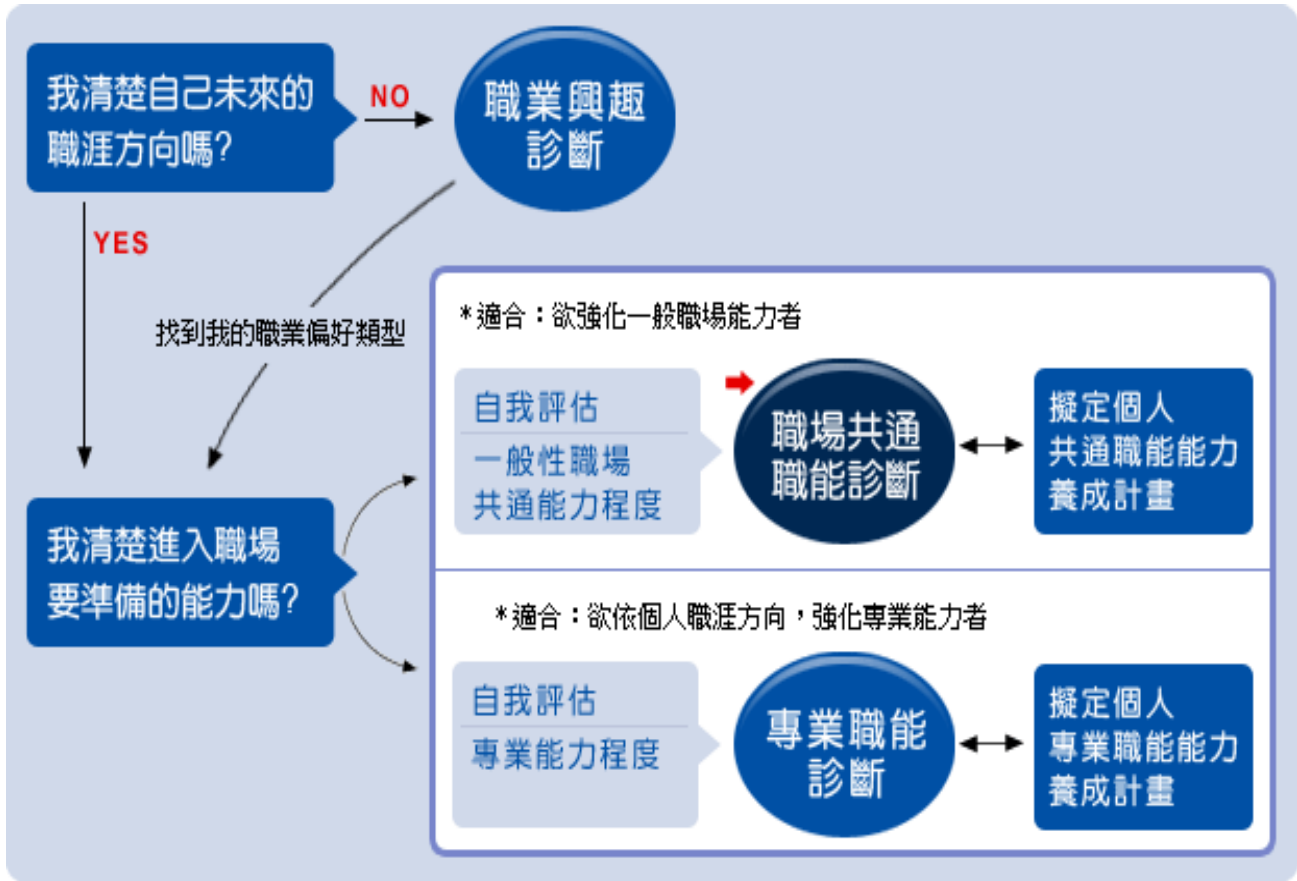 我清楚自己未來的
職涯方向嗎?
NO
職業興趣
診斷
YES
找到我的職業偏好類型
我清楚進入職場
要準備的能力嗎?
*適合：欲強化一般職場能力者
自我評估
一般性職場
共通能力程度
職場共通
職能診斷
擬定個人
共通職能能力
養成計畫
*適合：欲依個人職涯方向，強化專業能力者
自我評估
專業能力程度
專業職能
診斷
擬定個人
專業職能能力
養成計畫